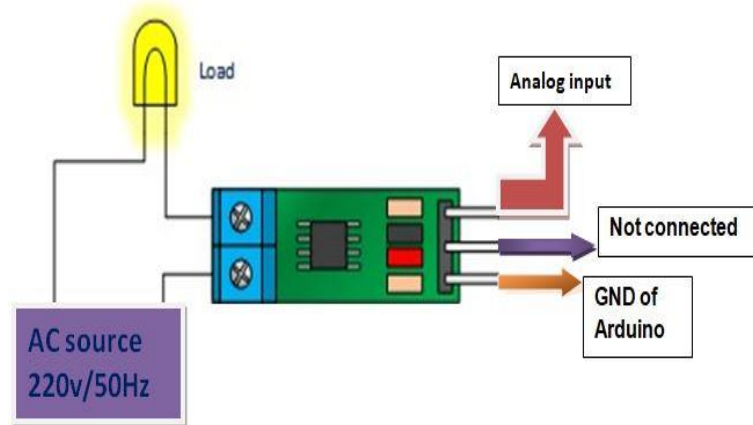 Load
Analog input
Not connected
GND of
Arduino
AC source
220v/50Hz